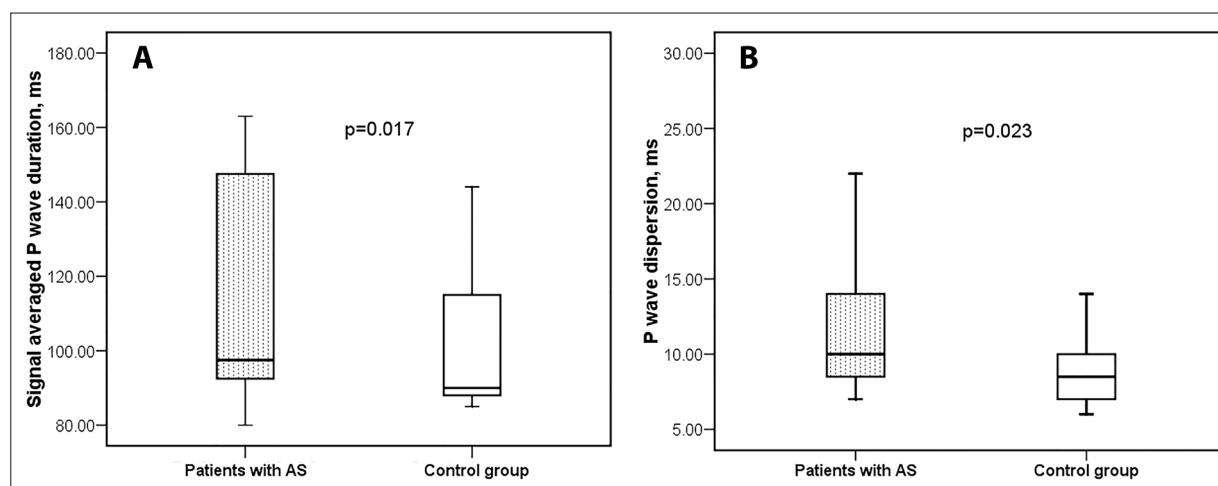 A
Signal averaged P wave duration, ms
180.00
160.00
140.00
120.00
100.00
80.00
p=0.017
Patients with AS
Control group
B
P wave dispersion, ms
30.00
25.00
20.00
15.00
10.00
5.00
p=0.023
Patients with AS
Control group